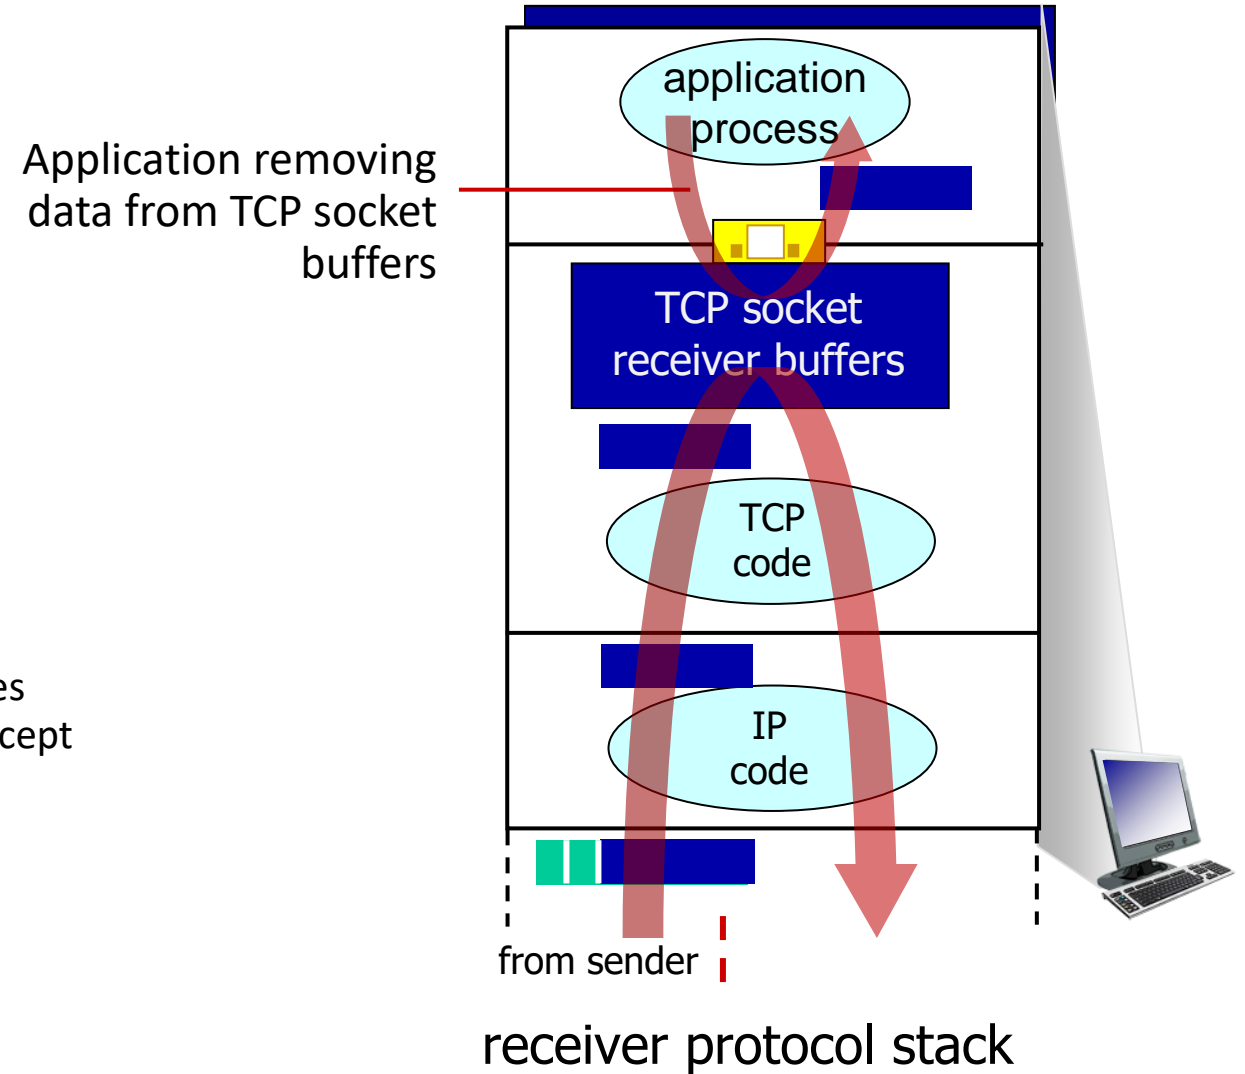 application
process
Application removing
data from TCP socket
buffers
TCP socket
receiver buffers
TCP
code
es
cept
IP
code
from sender
receiver protocol stack